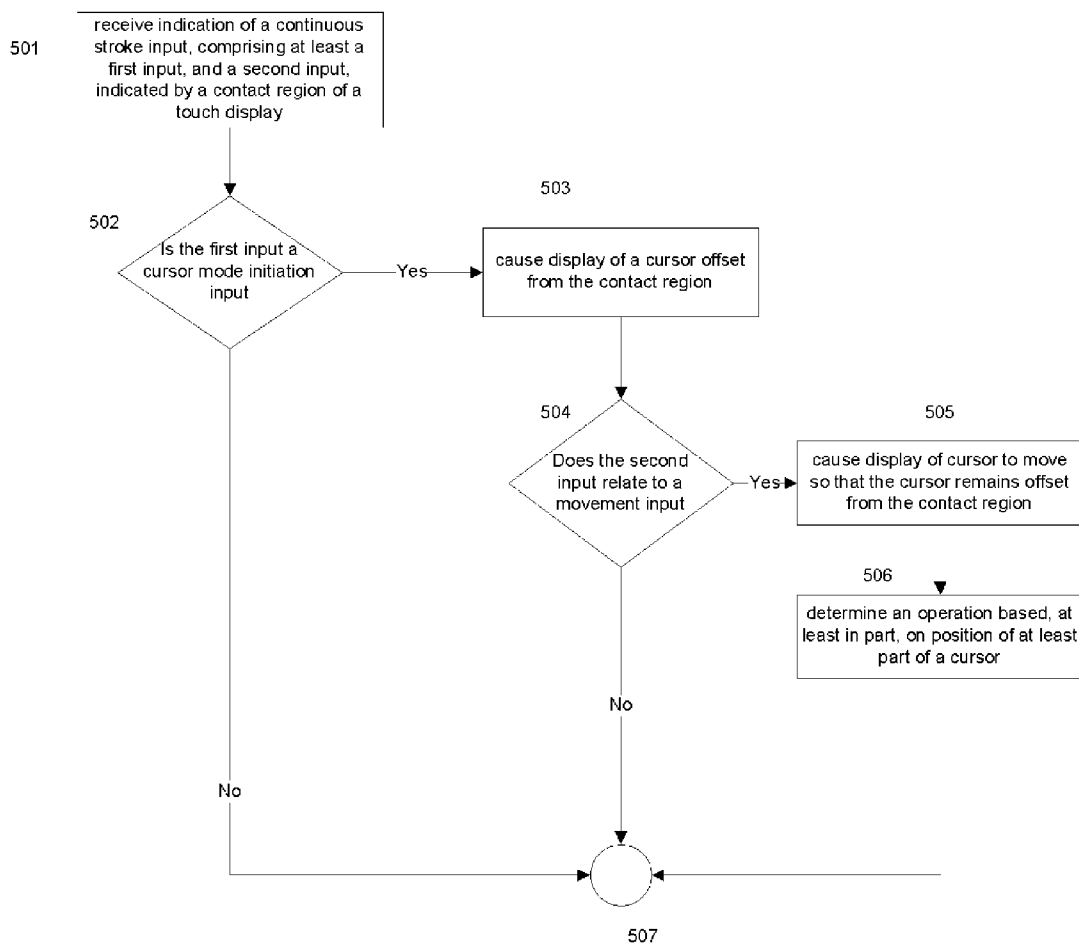 501
receive indication of a continuous
stroke input, comprising at least a
first input, and a second input,
indicated by a contact region of a
touch display
502
Is the first input a
cursor mode initiation
input
Yes
503
cause display of a cursor offset
from the contact region
504
Does the second
input relate to a
movement input
Yes
505
cause display of cursor to move
so that the cursor remains offset
from the contact region
506
determine an operation based, at
least in part, on position of at least
part of a cursor
No
No
507